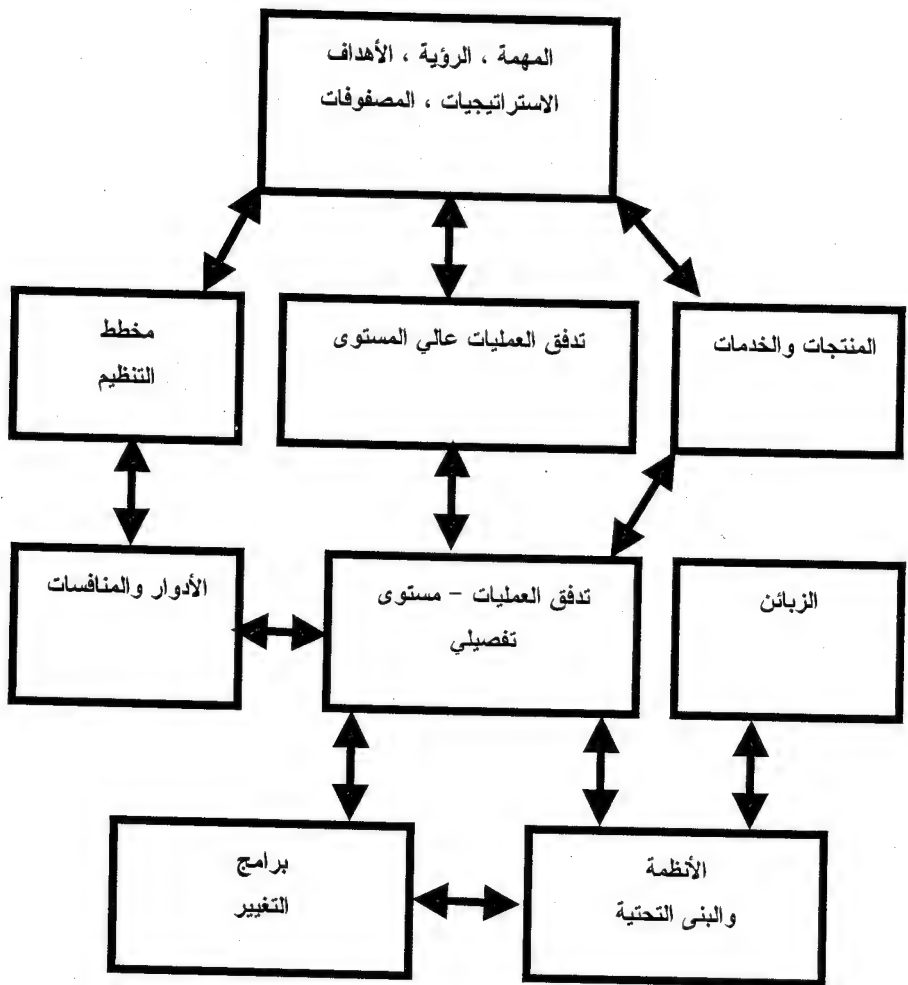 المهمة ، الرؤية ، الأهداف
الاستراتيجيات ، المصفوفات
المنتجات والخدمات
تدفق العمليات عالي المستوى
مخطط
التنظيم
الزبائن
تدفق العمليات – مستوى
تفصيلي
الأدوار والمنافسات
الأنظمة
والبنى التحتية
برامج
التغيير